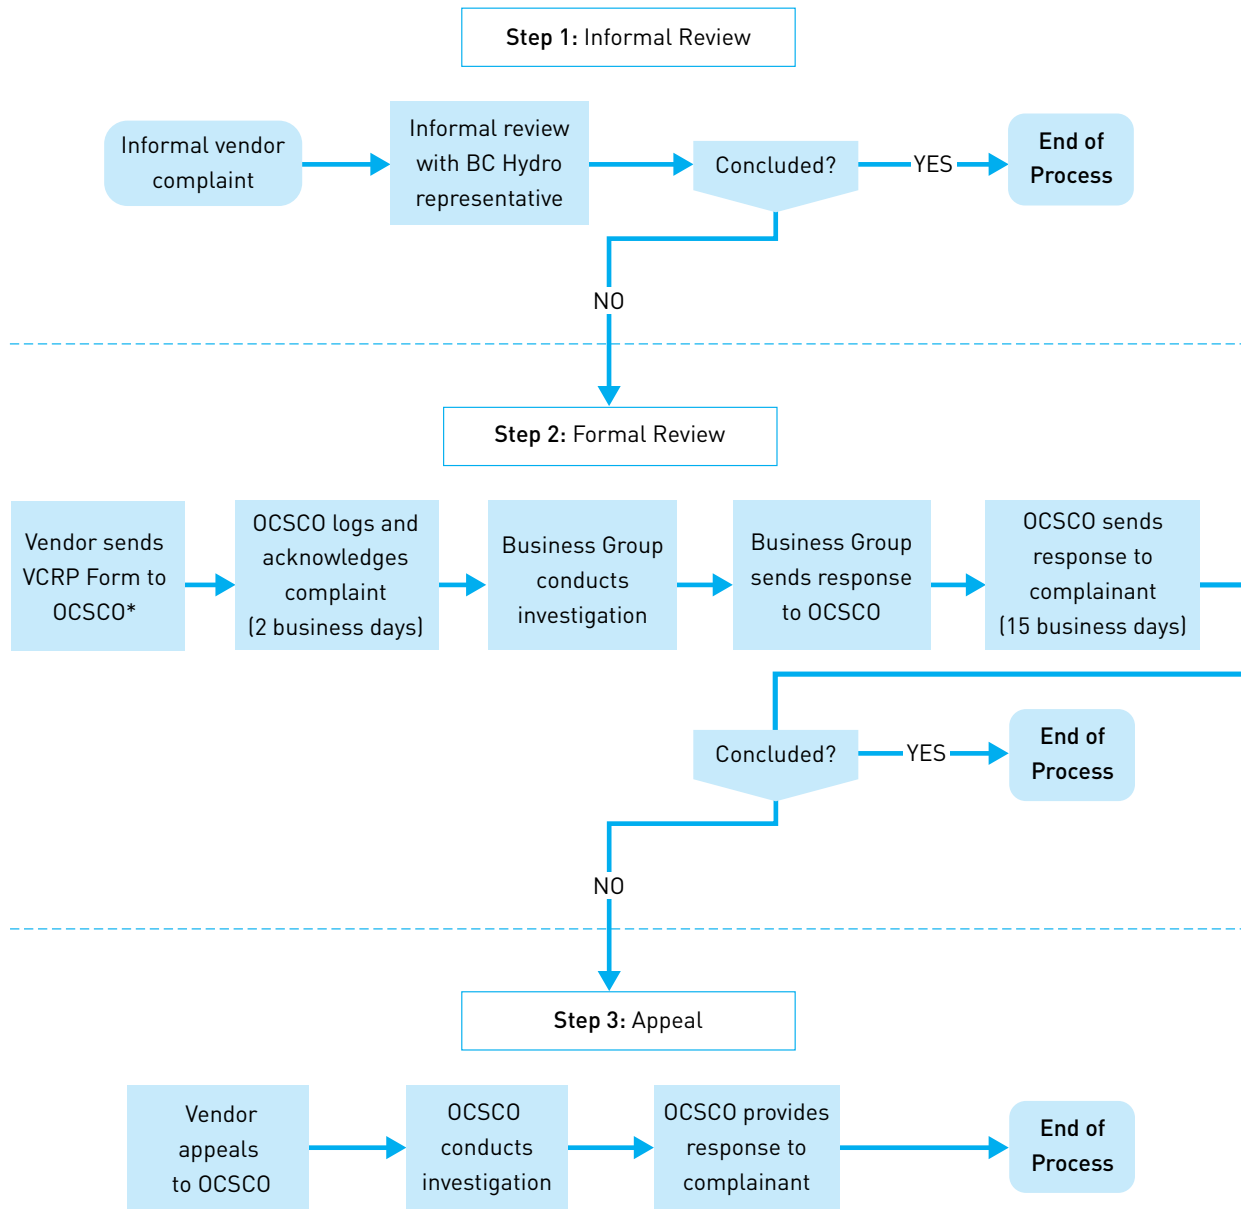 Step 1: Informal Review
Informal vendor
complaint
Informal review
with BC Hydro
representative
Concluded?
YES
End of
Process
NO
Step 2: Formal Review
Vendor sends
VCRP Form to
OCSCO*
OCSCO logs and
acknowledges
complaint
(2 business days)
Business Group
conducts
investigation
Business Group
sends response
to OCSCO
OCSCO sends
response to
complainant
(15 business days)
Concluded?
YES
End of
Process
NO
Step 3: Appeal
Vendor
appeals
to OCSCO
OCSCO
conducts
investigation
OCSCO provides
response to
complainant
End of
Process